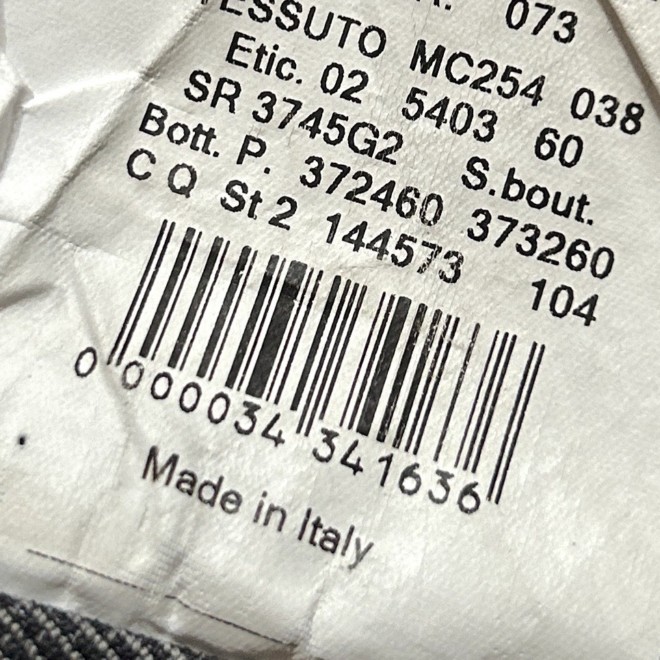 073
TESSUTO MC254 038
Etic. 02 5403 60
SR 3745G2 S.bout.
Bott. P. 372460 373260
C Q St 2 144573 104
0 000034 341636
Made in Italy